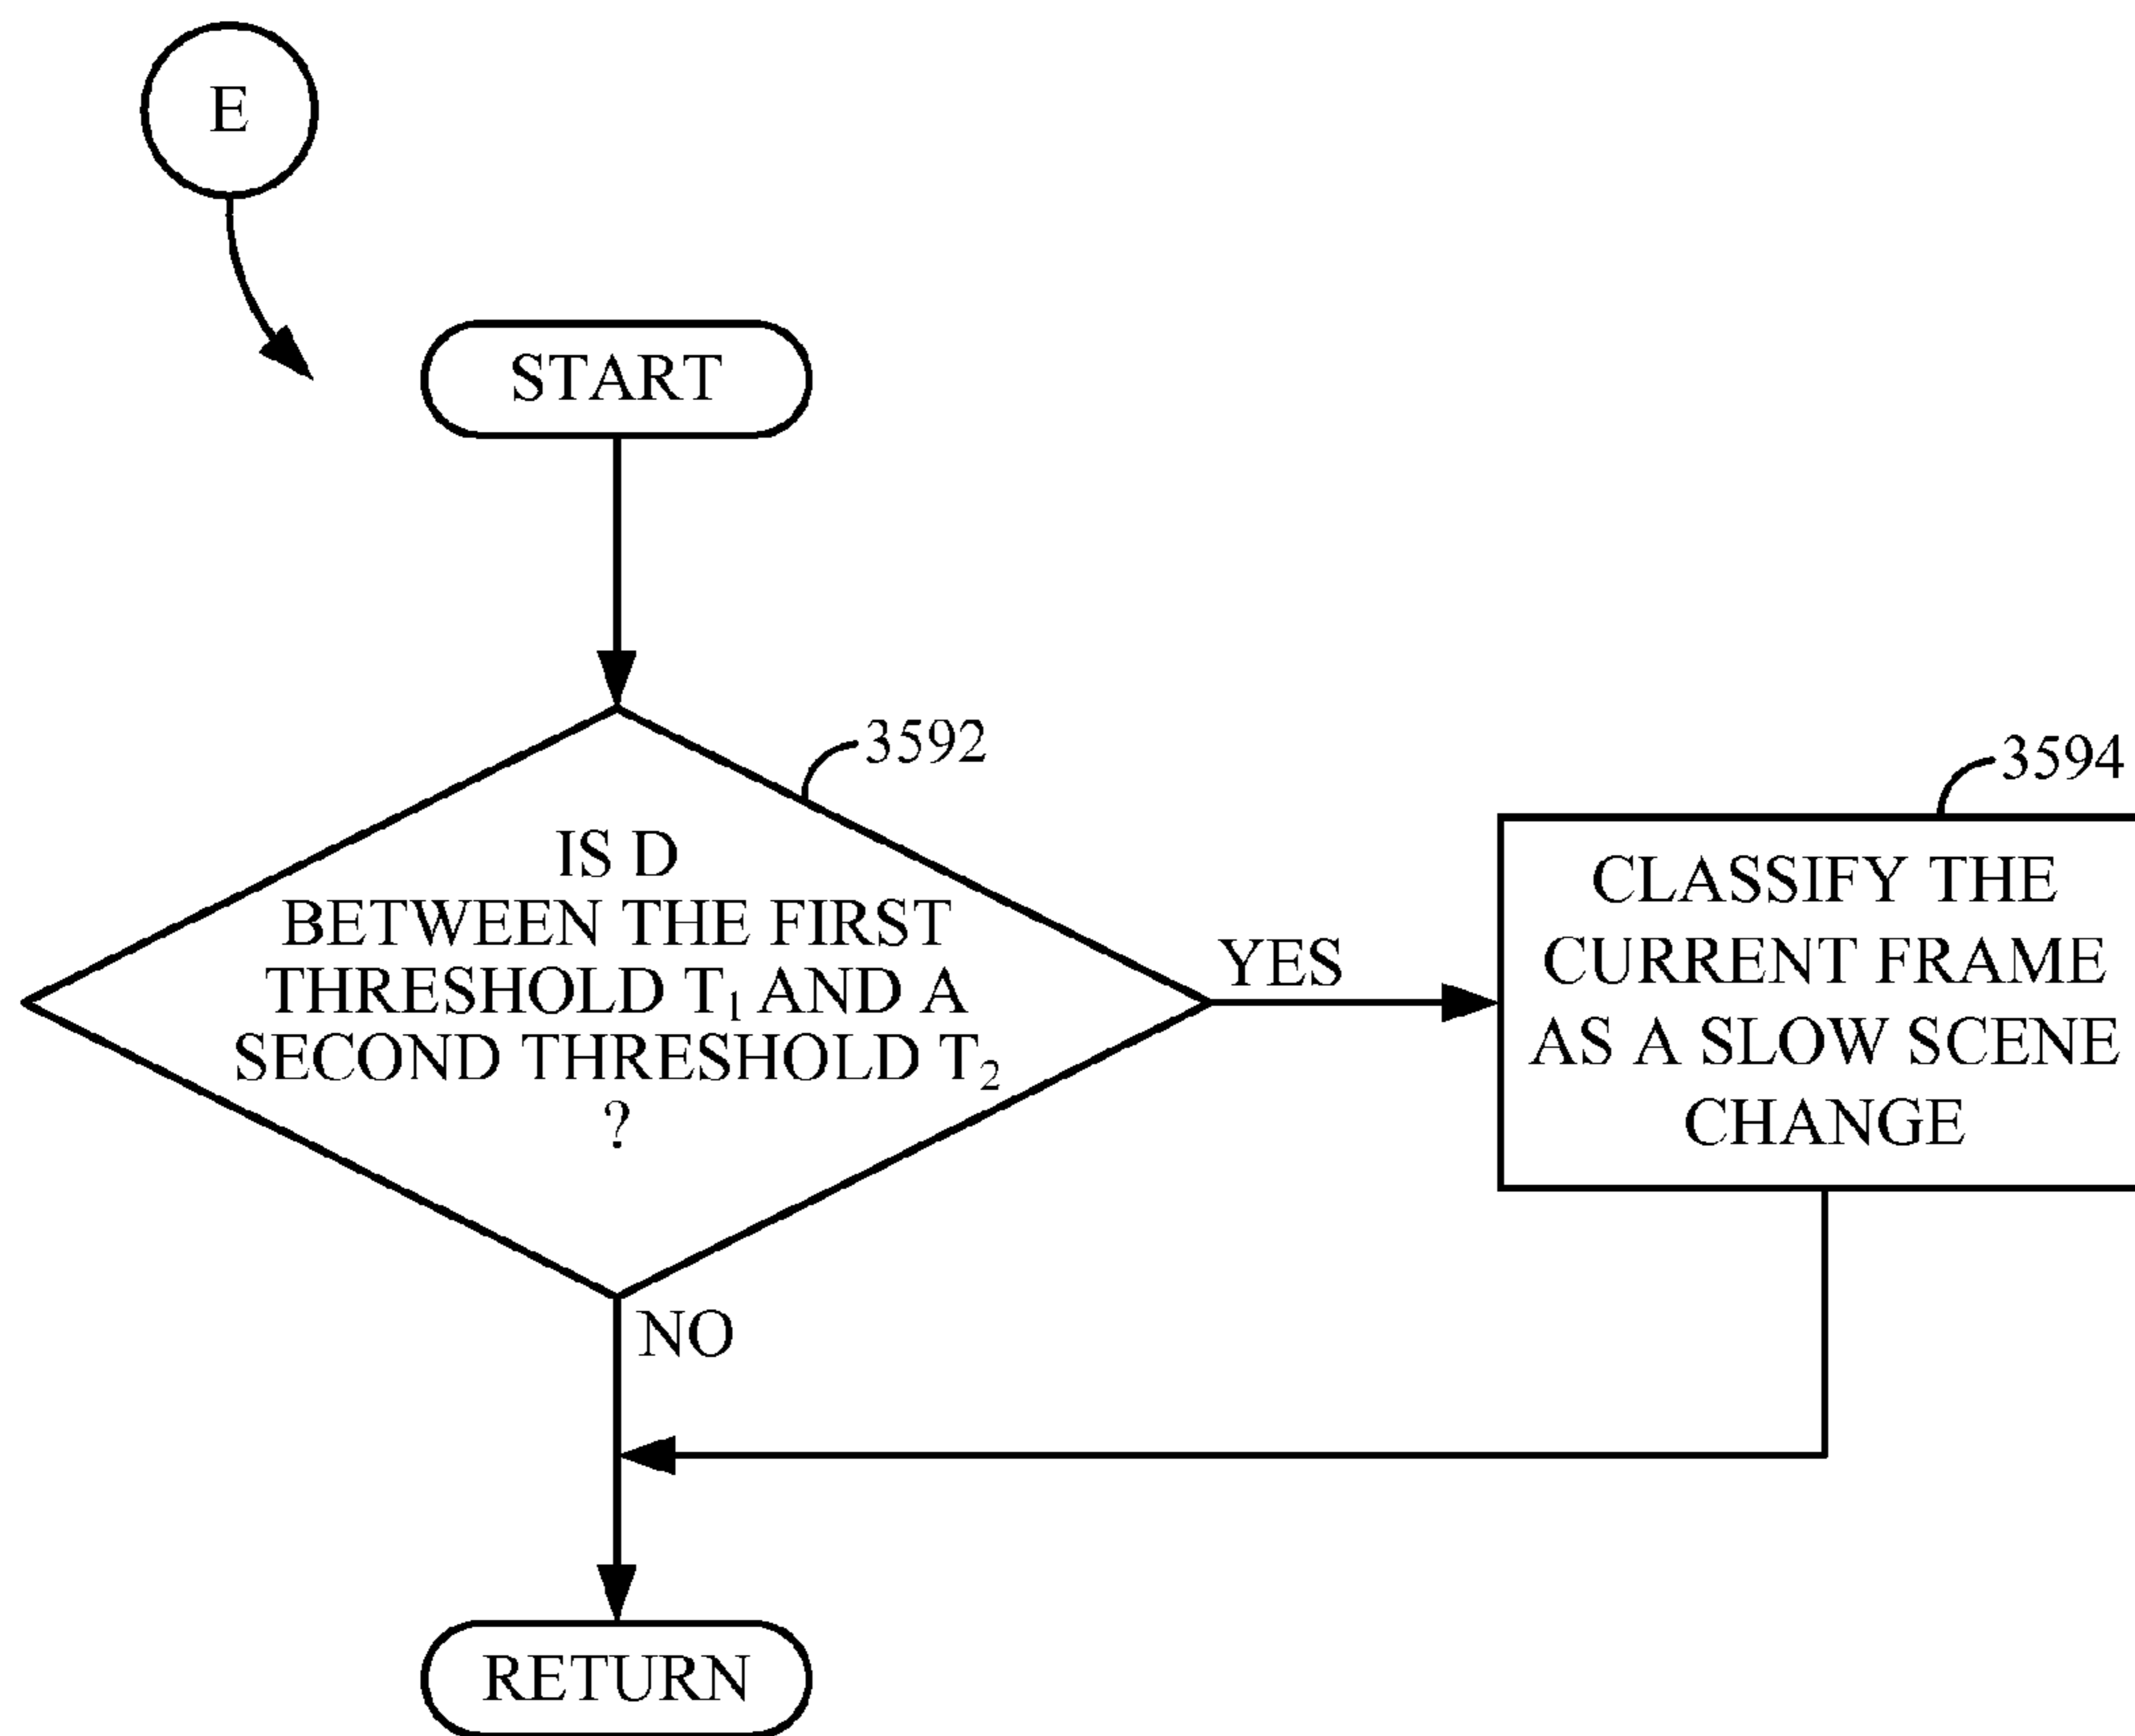 E
START
3592
IS D
BETWEEN THE FIRST
THRESHOLD T₁ AND A
SECOND THRESHOLD T₂
?
YES
3594
CLASSIFY THE
CURRENT FRAME
AS A SLOW SCENE
CHANGE
NO
RETURN